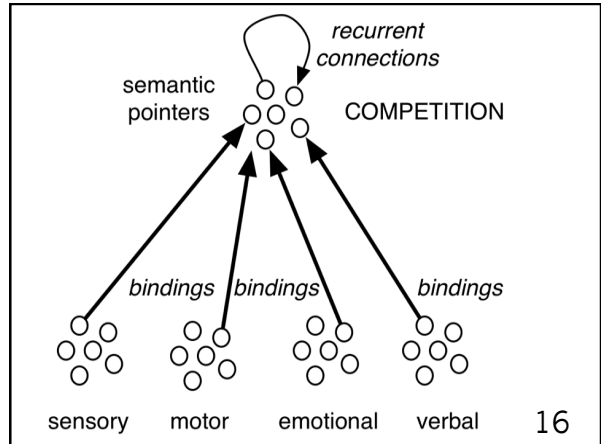 recurrent
connections
semantic
pointers
COMPETITION
bindings bindings bindings
sensory motor emotional verbal
16